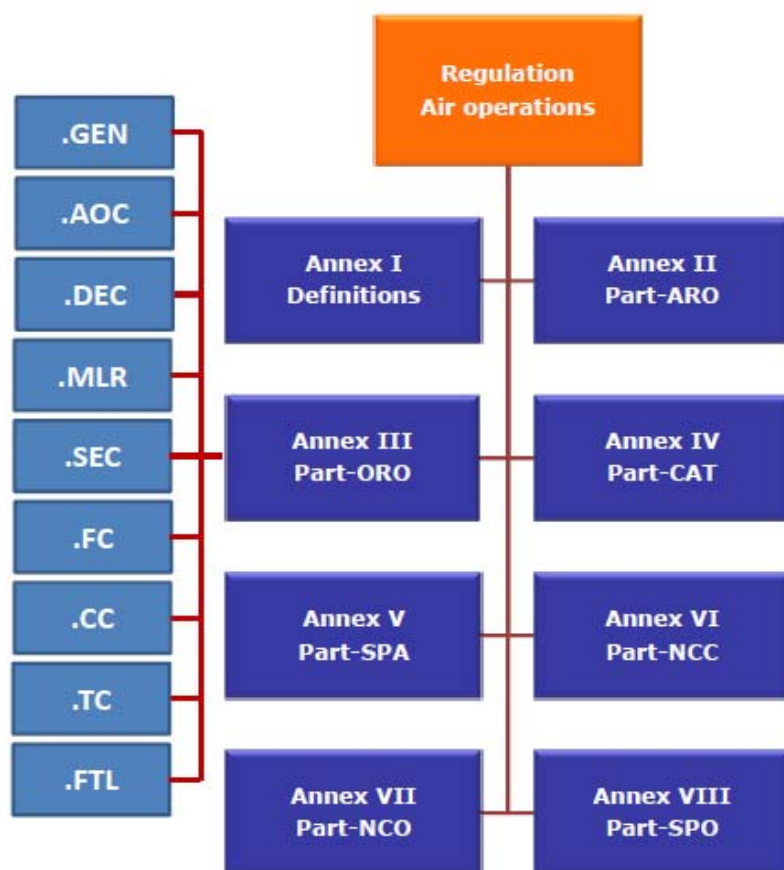 Regulation
Air operations
.GEN
.AOC
.DEC
.MLR
.SEC
.FC
.CC
.TC
.FTL
Annex I
Definitions
Annex II
Part-ARO
Annex III
Part-ORO
Annex IV
Part-CAT
Annex V
Part-SPA
Annex VI
Part-NCC
Annex VII
Part-NCO
Annex VIII
Part-SPO